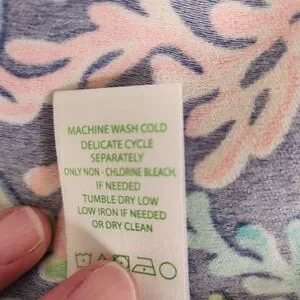 MACHINE WASH COLD
DELICATE CYCLE
SEPARATELY
ONLY NON - CHLORINE BLEACH,
IF NEEDED
TUMBLE DRY LOW
LOW IRON IF NEEDED
OR DRY CLEAN